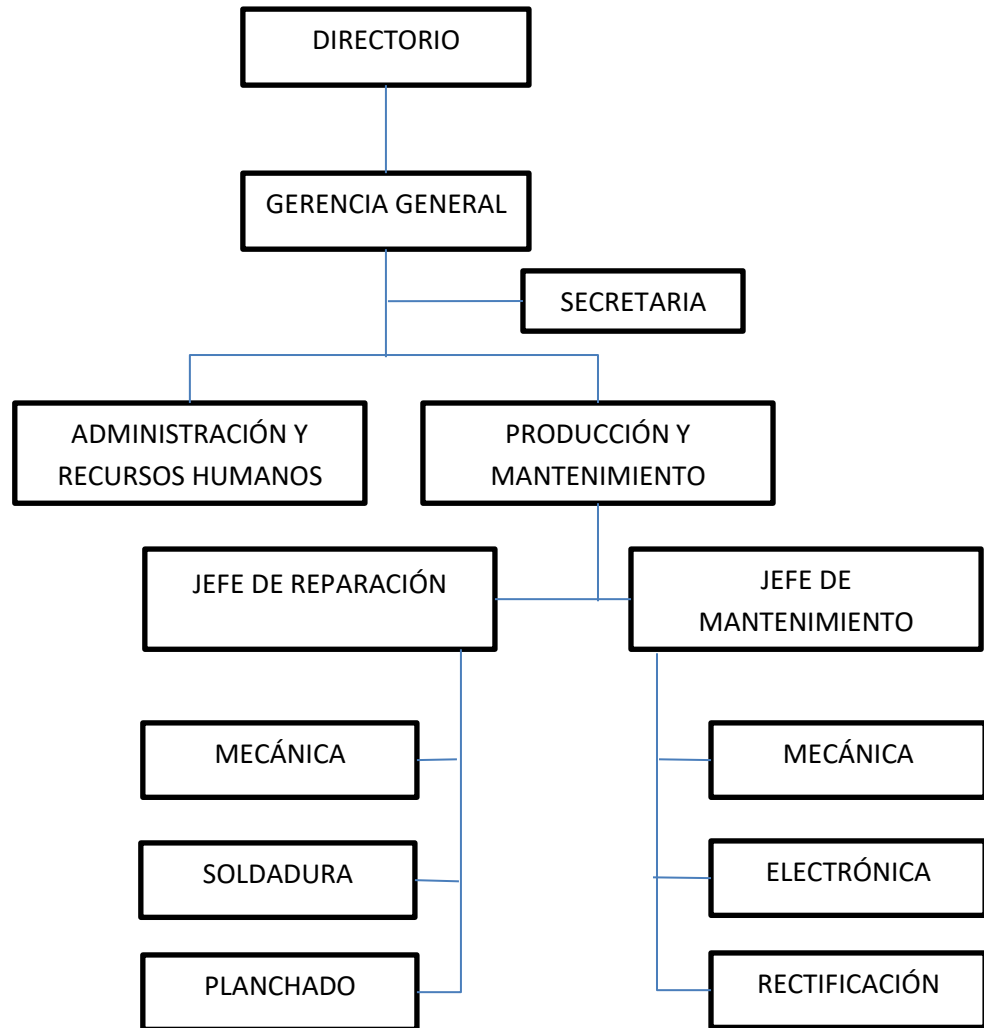 DIRECTORIO
GERENCIA GENERAL
SECRETARIA
ADMINISTRACIÓN Y
RECURSOS HUMANOS
PRODUCCIÓN Y
MANTENIMIENTO
JEFE DE REPARACIÓN
JEFE DE
MANTENIMIENTO
MECÁNICA
MECÁNICA
SOLDADURA
ELECTRÓNICA
PLANCHADO
RECTIFICACIÓN